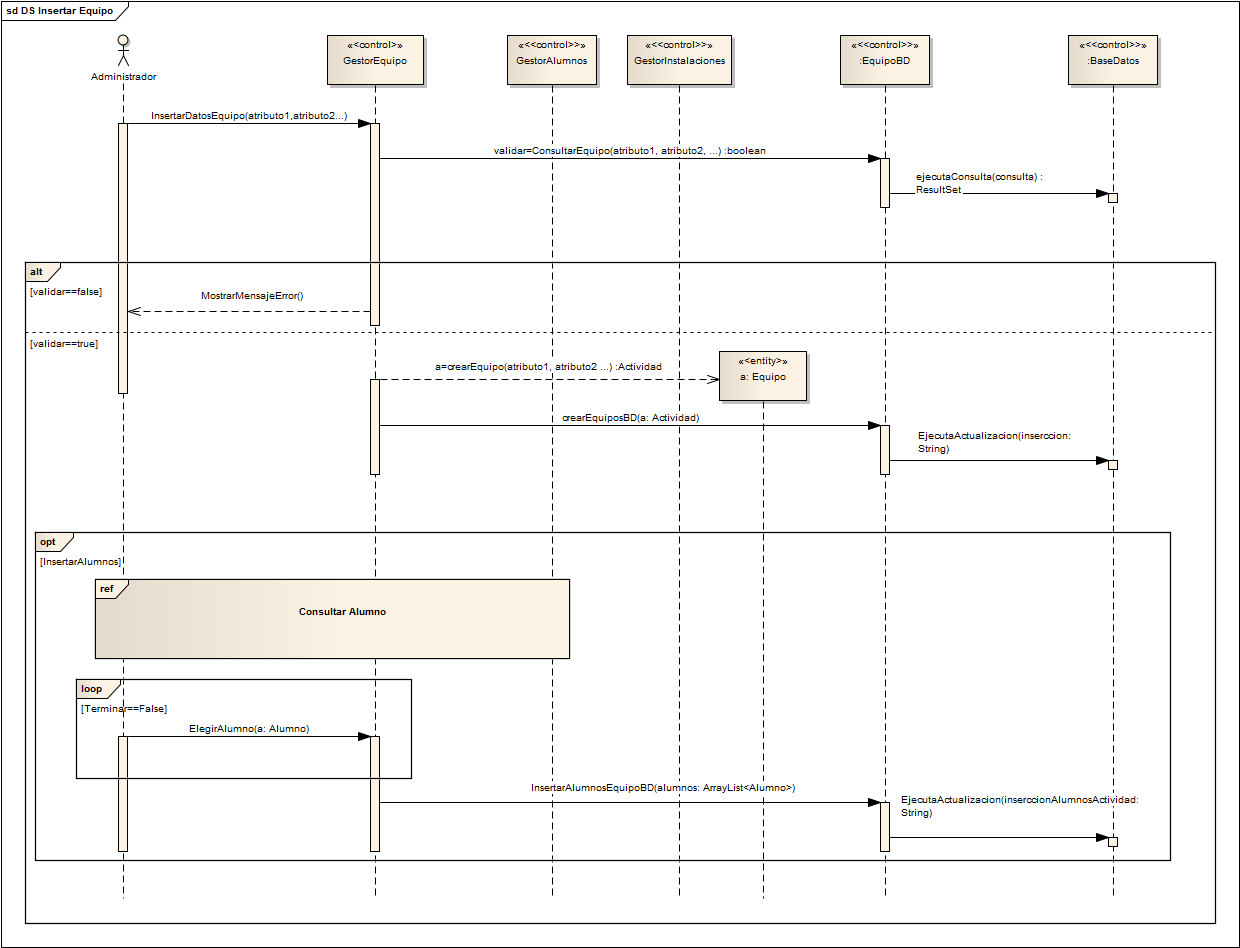 sd DS Insertar Equipo
Administrador
«<control>»
GestorEquipo
«<<control>>»
GestorAlumnos
«<<control>>»
GestorInstalaciones
«<<control>>»
:EquipoBD
«<<control>>»
:BaseDatos
InsertarDatosEquipo(atributo1,atributo2...)
validar=ConsultarEquipo(atributo1, atributo2, ...) :boolean
ejecutaConsulta(consulta) :
ResultSet
alt
[validar==false]
MostrarMensajeError()
[validar==true]
a=crearEquipo(atributo1, atributo2 ...) :Actividad
«<entity>»
a: Equipo
crearEquiposBD(a: Actividad)
EjecutaActualizacion(inserccion:
String)
opt
[InsertarAlumnos]
ref
Consultar Alumno
loop
[Terminar==False]
ElegirAlumno(a: Alumno)
InsertarAlumnosEquipoBD(alumnos: ArrayList<Alumno>)
EjecutaActualizacion(inserccionAlumnosActividad:
String)